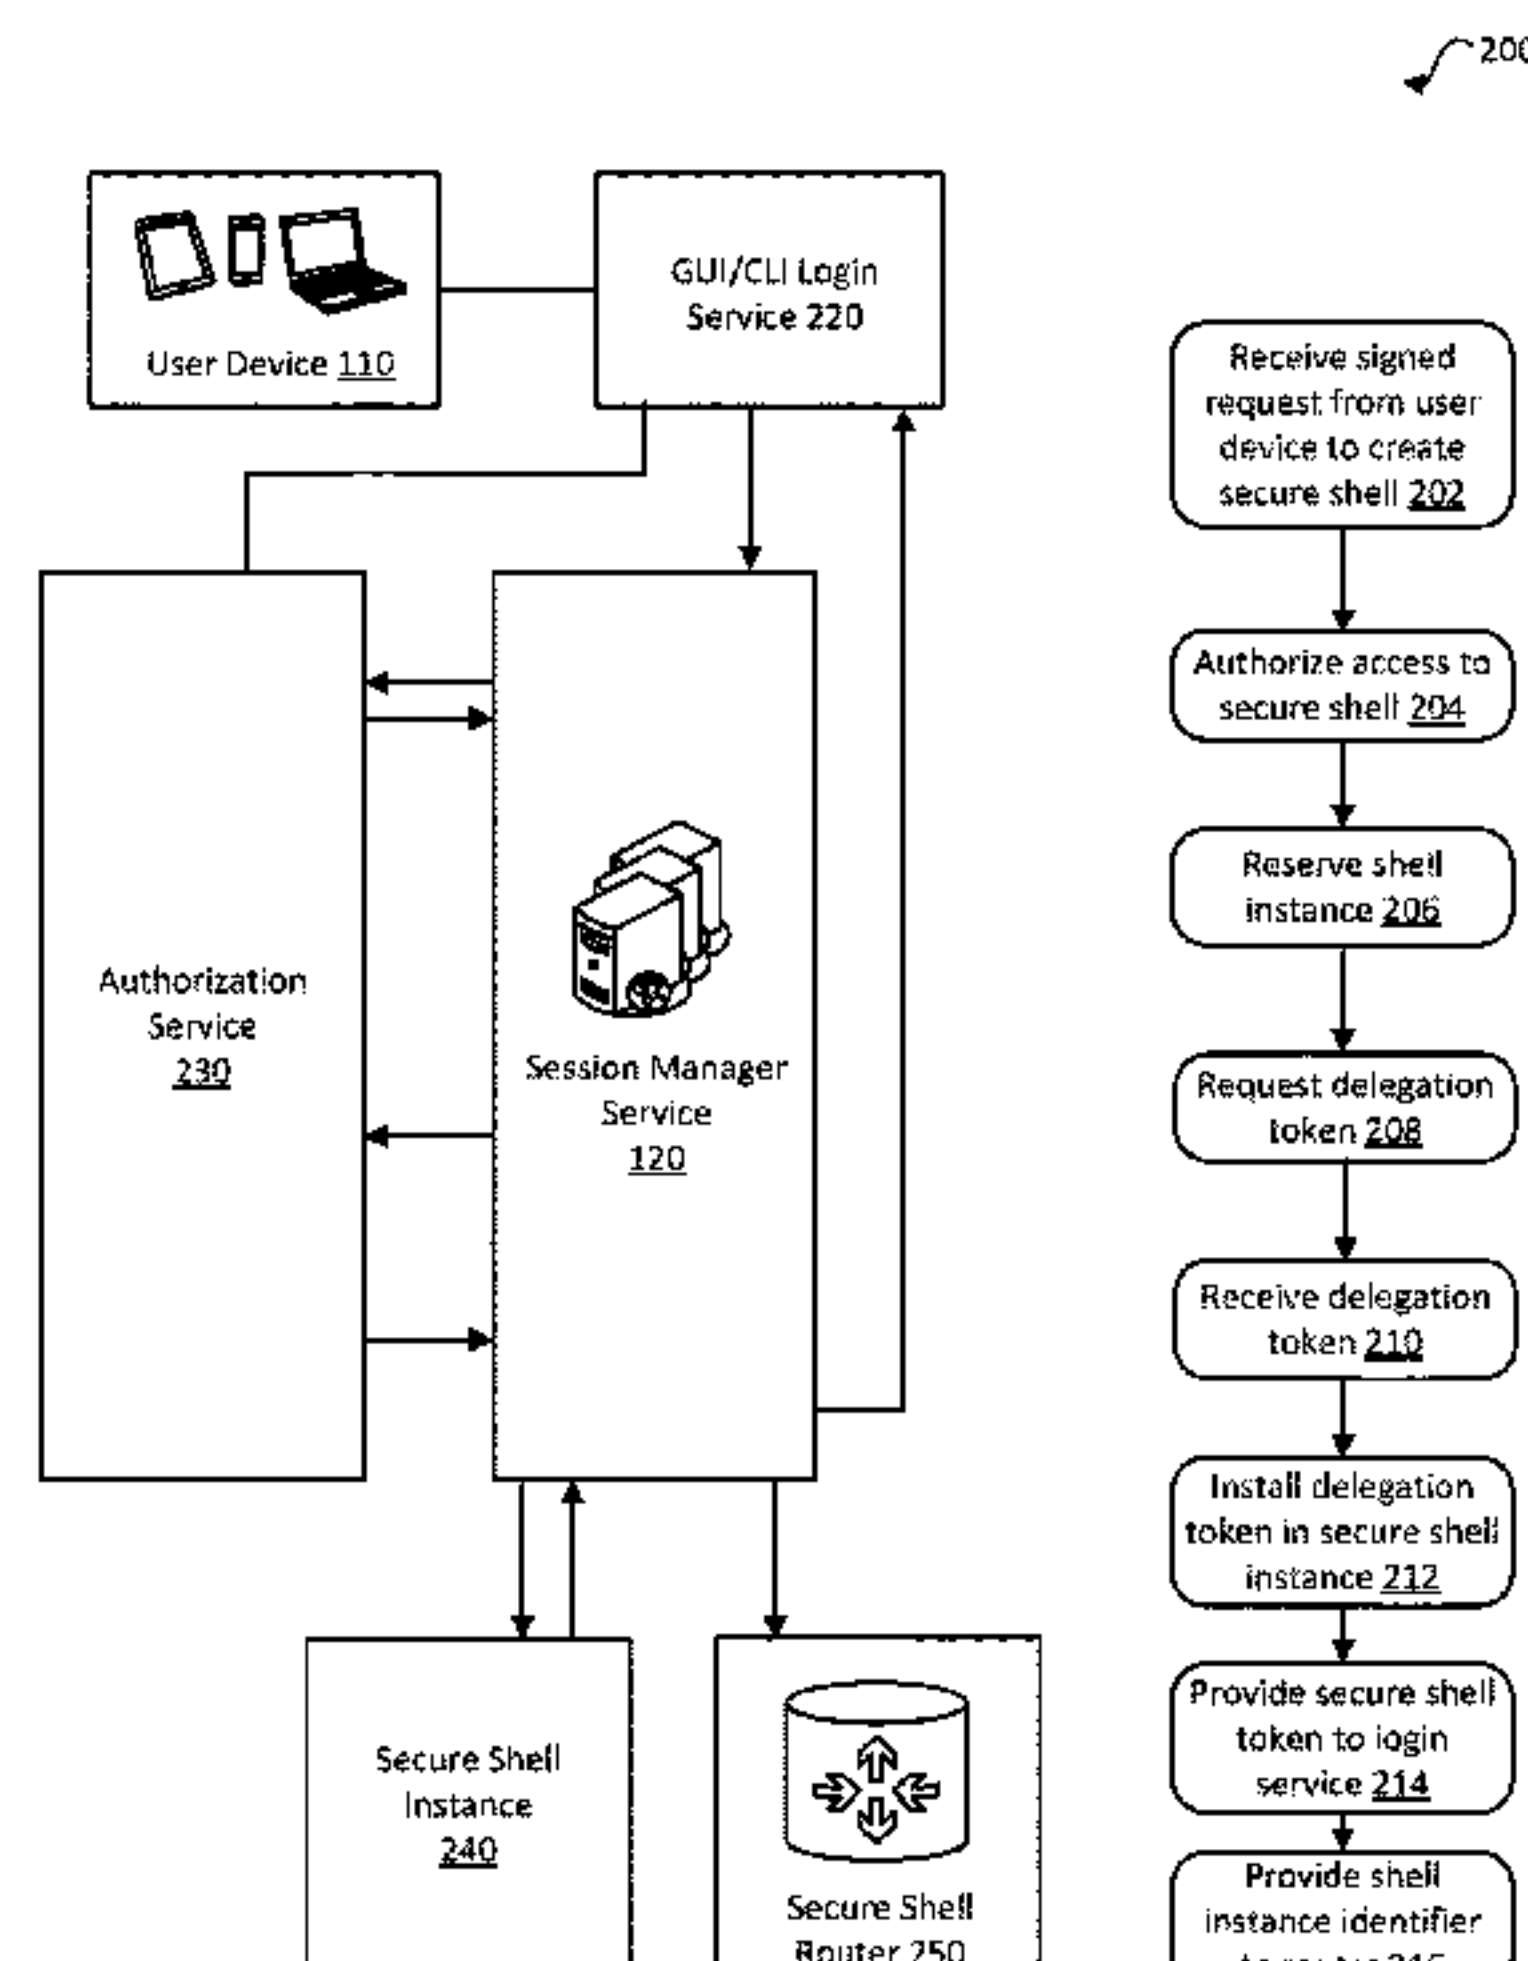 200
User Device 110
GUI/CLI Login
Service 220
Authorization
Service
230
Session Manager
Service
120
Secure Shell
Instance
240
Secure Shell
Router 250
Receive signed
request from user
device to create
secure shell 202
Authorize access to
secure shell 204
Reserve shell
instance 206
Request delegation
token 208
Receive delegation
token 210
Install delegation
token in secure shell
instance 212
Provide secure shell
token to login
service 214
Provide shell
instance identifier